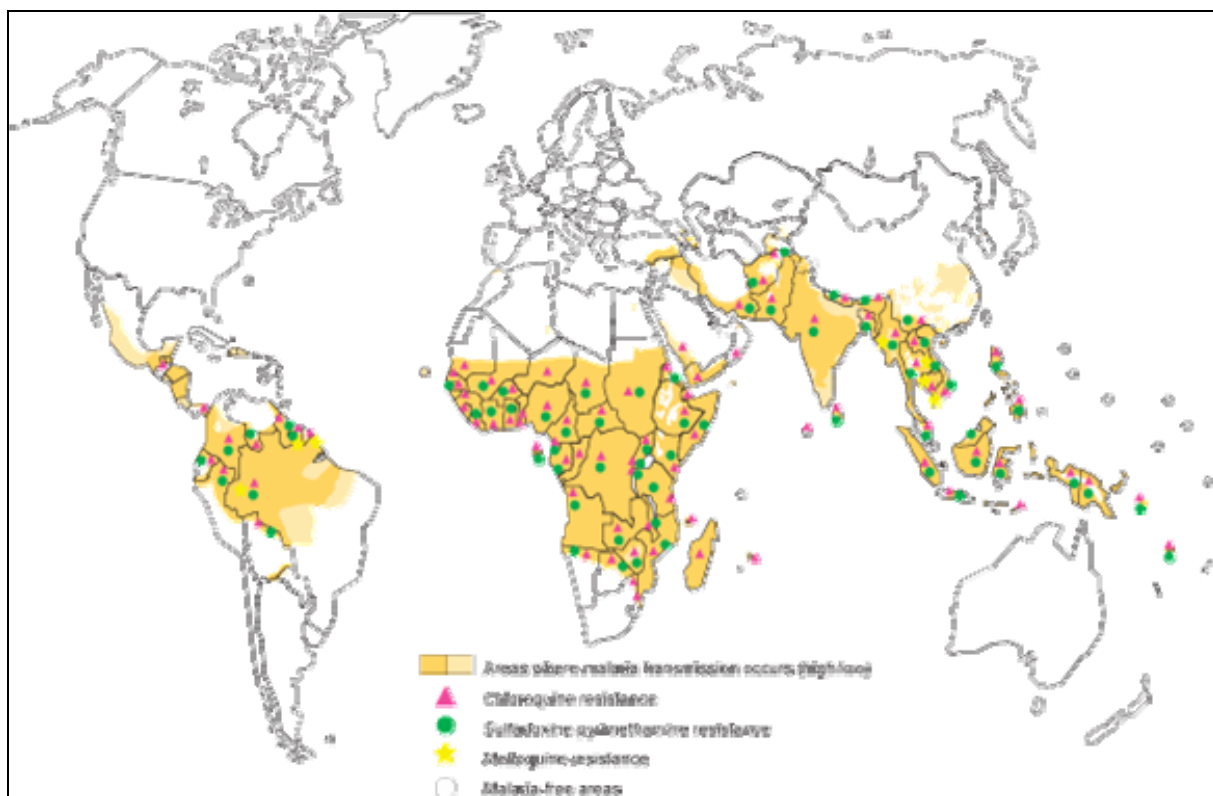 Areas where malaria transmission occurs (high/low)
Chloroquine resistance
Sulfadoxine-pyrimethamine resistance
Mefloquine-resistance
Malaria-free areas